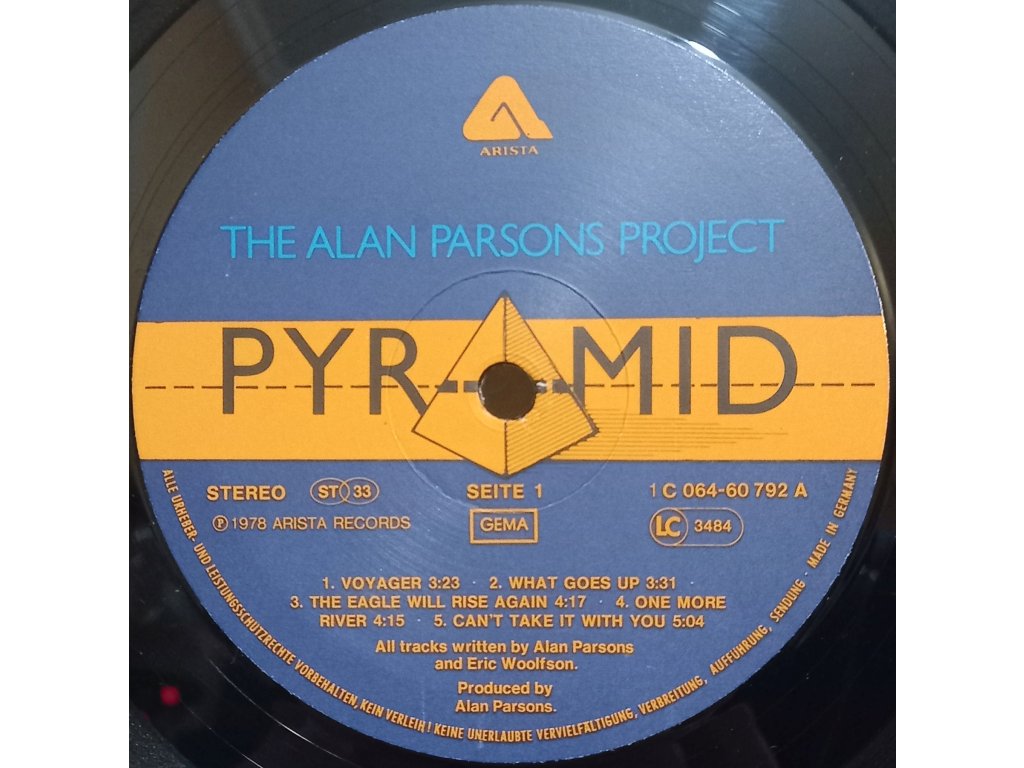 ARISTA
THE ALAN PARSONS PROJECT
PYRAMID
STEREO ST 33 SEITE 1 1 C 064-60 792 A
Ⓟ 1978 ARISTA RECORDS GEMA LC 3484
1. VOYAGER 3:23 · 2. WHAT GOES UP 3:31 ·
3. THE EAGLE WILL RISE AGAIN 4:17 · 4. ONE MORE
RIVER 4:15 · 5. CAN'T TAKE IT WITH YOU 5:04
All tracks written by Alan Parsons
and Eric Woolfson.
Produced by
Alan Parsons.
ALLE URHEBER- UND LEISTUNGSSCHUTZRECHTE VORBEHALTEN, KEIN VERLEIH! KEINE UNERLAUBTE VERVIELFÄLTIGUNG, VERBREITUNG, AUFFÜHRUNG, SENDUNG · MADE IN GERMANY